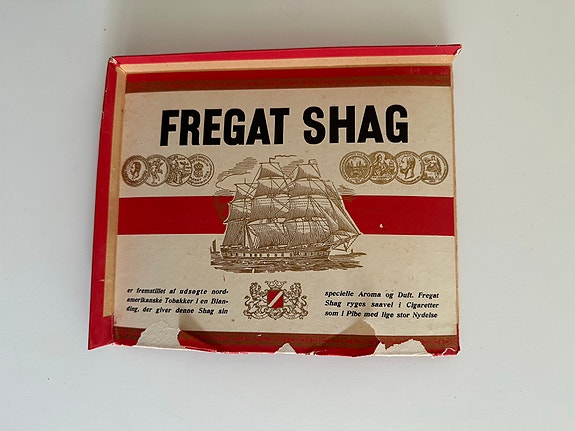 FREGAT SHAG
er fremstillet af udsøgte nord-
amerikanske Tobakker i en Blan-
ding, der giver denne Shag sin
specielle Aroma og Duft. Fregat
Shag ryges saavel i Cigaretter
som i Pibe med lige stor Nydelse